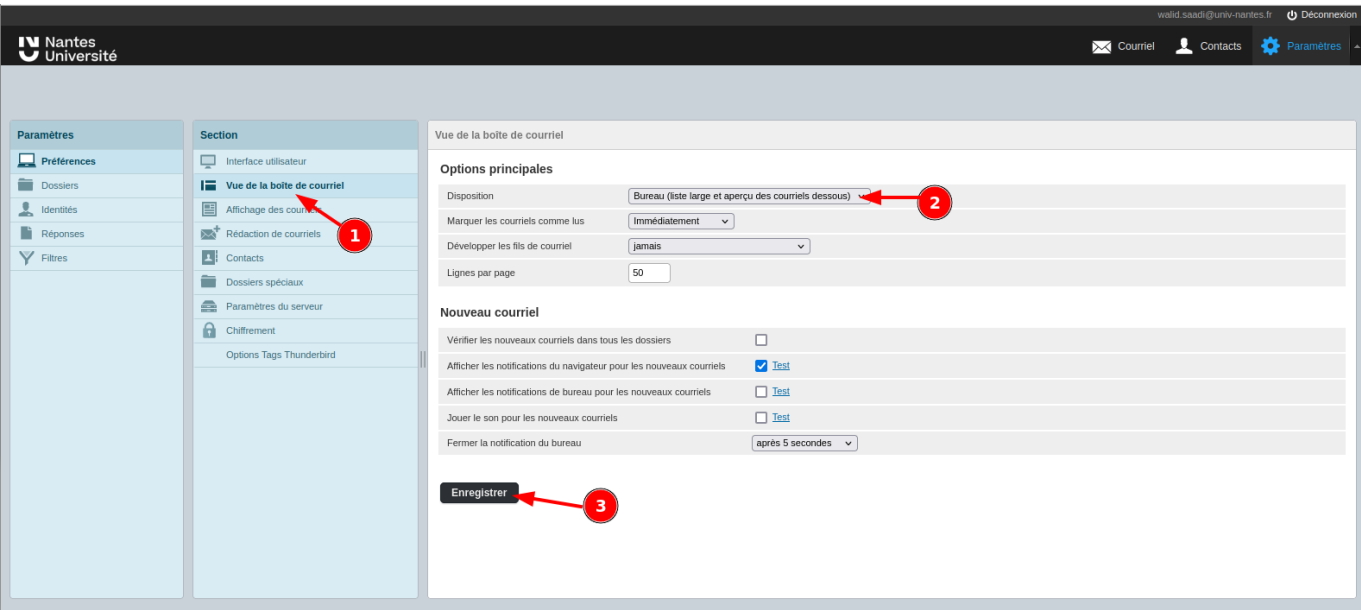 walid.saadi@univ-nantes.fr Déconnexion
Nantes
Université
Courriel Contacts Paramètres
Paramètres
Préférences
Dossiers
Identités
Réponses
Filtres
Section
Interface utilisateur
Vue de la boîte de courriel
Affichage des courriels
Rédaction de courriels
Contacts
Dossiers spéciaux
Paramètres du serveur
Chiffrement
Options Tags Thunderbird
1
Vue de la boîte de courriel
Options principales
Disposition Bureau (liste large et aperçu des courriels dessous) 2
Marquer les courriels comme lus Immédiatement
Développer les fils de courriel jamais
Lignes par page 50
Nouveau courriel
Vérifier les nouveaux courriels dans tous les dossiers
Afficher les notifications du navigateur pour les nouveaux courriels Test
Afficher les notifications de bureau pour les nouveaux courriels Test
Jouer le son pour les nouveaux courriels Test
Fermer la notification du bureau après 5 secondes
Enregistrer 3